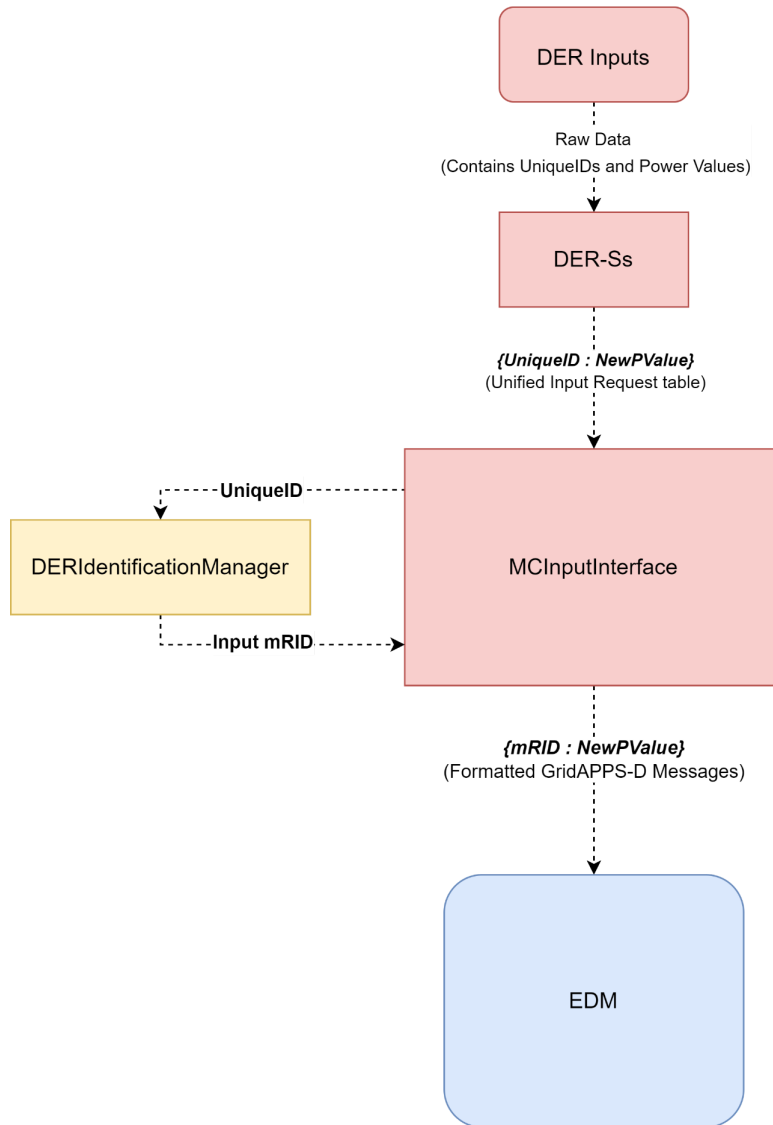 DER Inputs
Raw Data
(Contains UniqueIDs and Power Values)
DER-Ss
{UniqueID : NewPValue}
(Unified Input Request table)
UniqueID
DERIdentificationManager
MCInputInterface
Input mRID
{mRID : NewPValue}
(Formatted GridAPPS-D Messages)
EDM